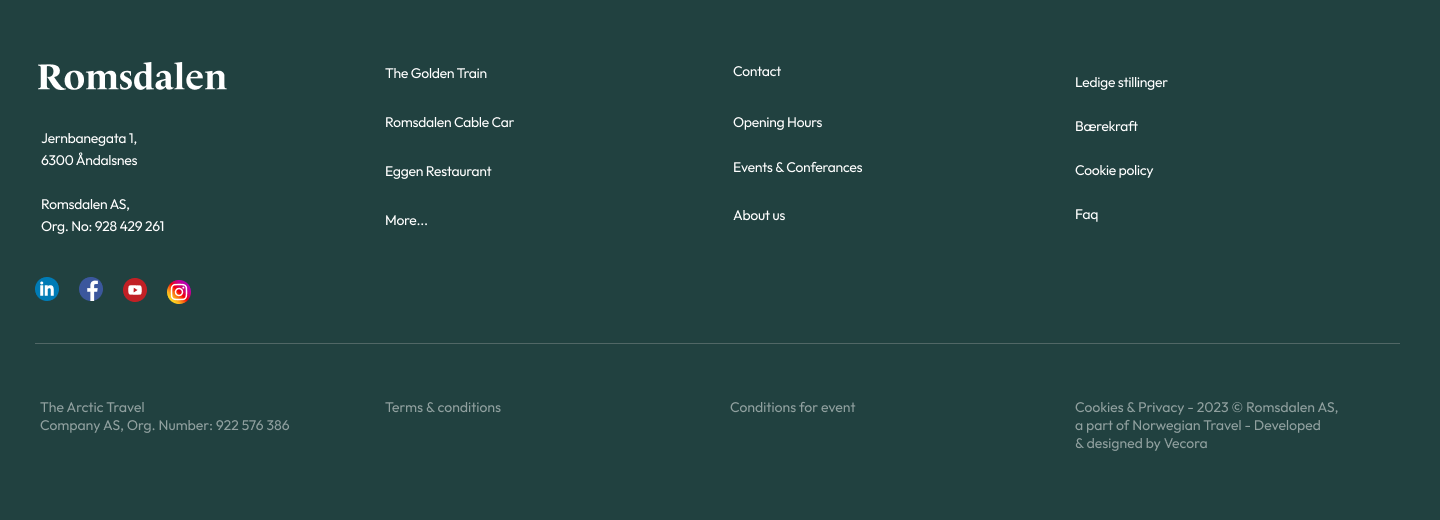 Romsdalen
Jernbanegata 1,
6300 Åndalsnes
Romsdalen AS,
Org. No: 928 429 261
The Golden Train
Romsdalen Cable Car
Eggen Restaurant
More...
Contact
Opening Hours
Events & Conferances
About us
Ledige stillinger
Bærekraft
Cookie policy
Faq
The Arctic Travel
Company AS, Org. Number: 922 576 386
Terms & conditions
Conditions for event
Cookies & Privacy - 2023 © Romsdalen AS,
a part of Norwegian Travel - Developed
& designed by Vecora